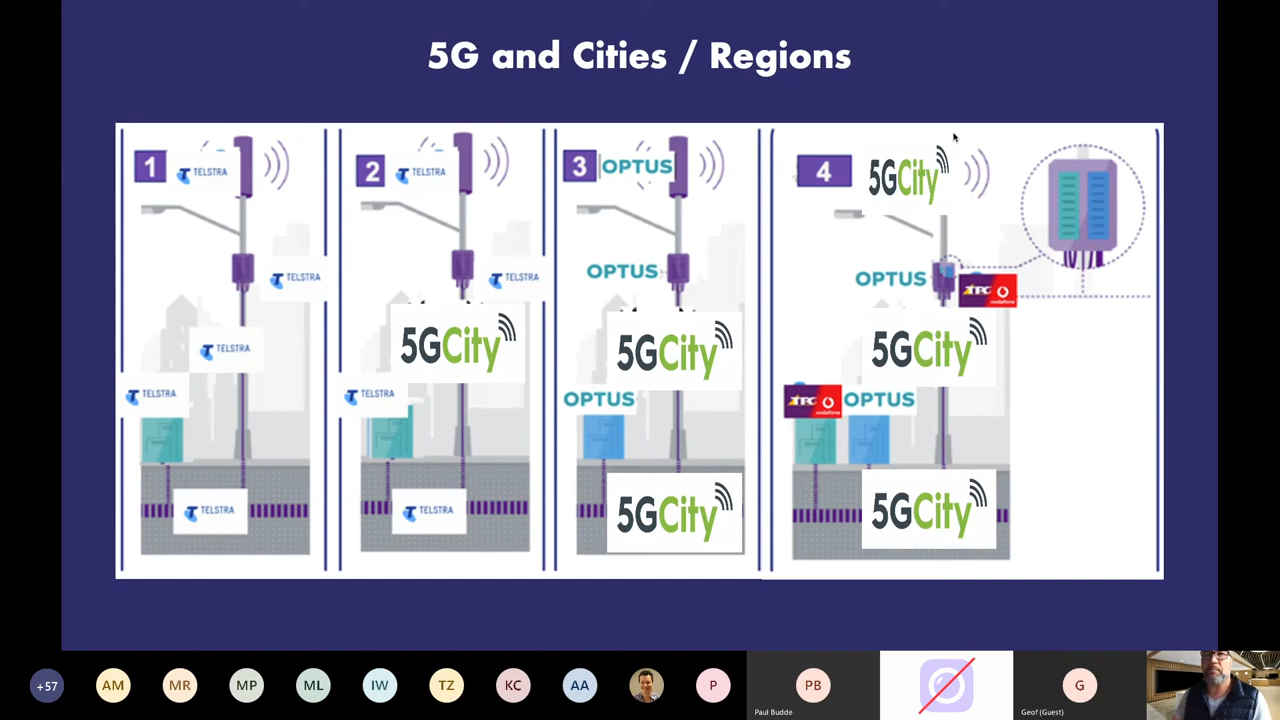 5G and Cities / Regions
1
TELSTRA
TELSTRA
TELSTRA
TELSTRA
TELSTRA
2
TELSTRA
TELSTRA
5GCity
TELSTRA
TELSTRA
3 OPTUS
OPTUS
5GCity
OPTUS
5GCity
4
5GCity
OPTUS
TPG
vodafone
5GCity
TPG
vodafone
OPTUS
5GCity
+57
AM
MR
MP
ML
IW
TZ
KC
AA
P
PB
Paul Budde
G
Geof (Guest)